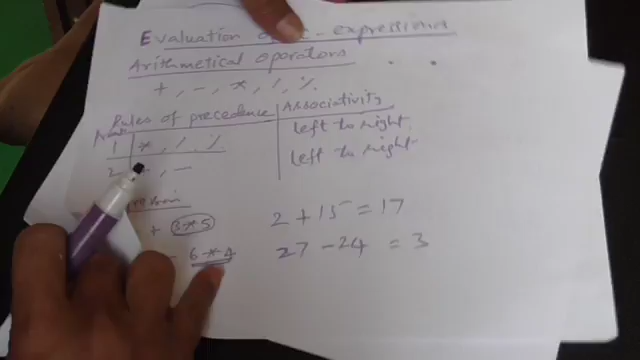 Evaluation expressions
Arithmetical operators
+, -, *, /, %
Rules of precedence Associativity
1 *, /, % left to right
2 +, - left to right
+ 3*5 2+15=17
- 6*4 27-24=3